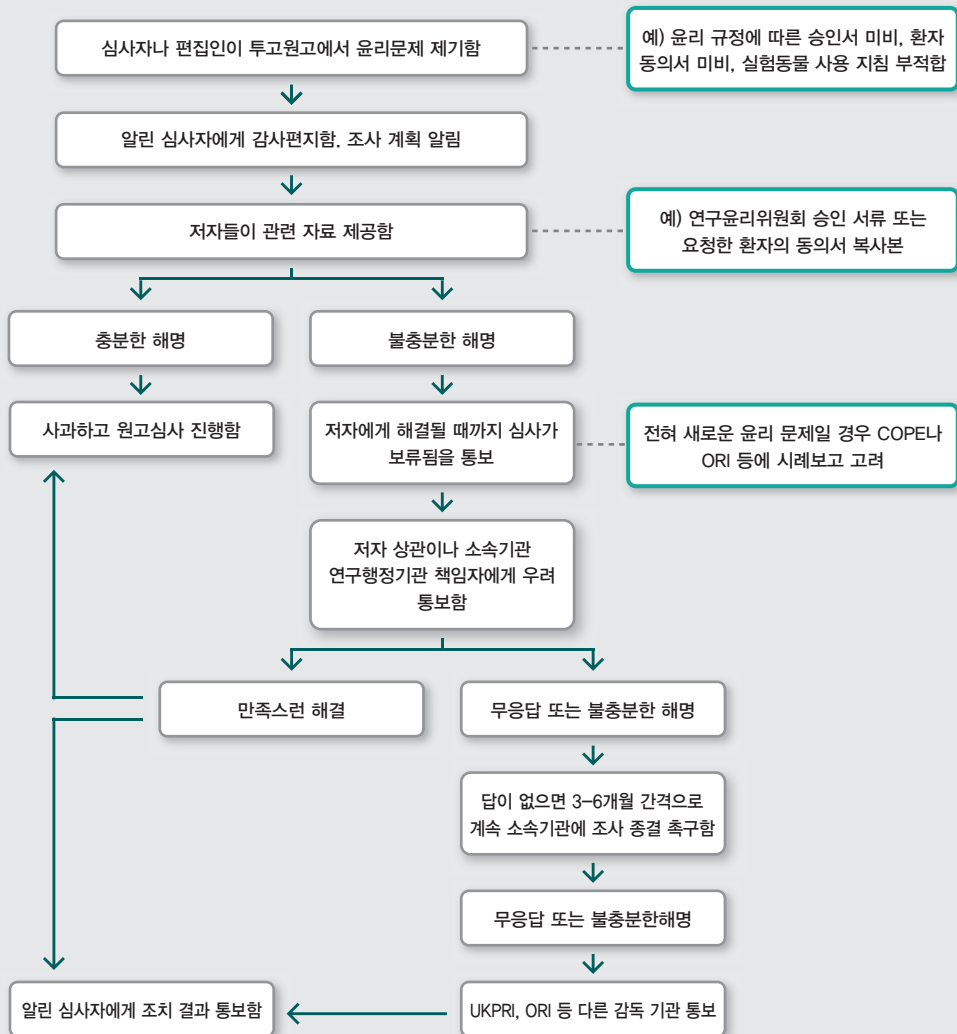 심사자나 편집인이 투고원고에서 윤리문제 제기함
예) 윤리 규정에 따른 승인서 미비, 환자
동의서 미비, 실험동물 사용 지침 부적합
알린 심사자에게 감사편지함. 조사 계획 알림
저자들이 관련 자료 제공함
예) 연구윤리위원회 승인 서류 또는
요청한 환자의 동의서 복사본
충분한 해명
불충분한 해명
사과하고 원고심사 진행함
저자에게 해결될 때까지 심사가
보류됨을 통보
전혀 새로운 윤리 문제일 경우 COPE나
ORI 등에 시례보고 고려
저자 상관이나 소속기관
연구행정기관 책임자에게 우려
통보함
만족스런 해결
무응답 또는 불충분한 해명
답이 없으면 3-6개월 간격으로
계속 소속기관에 조사 종결 촉구함
무응답 또는 불충분한해명
알린 심사자에게 조치 결과 통보함
UKPRI, ORI 등 다른 감독 기관 통보